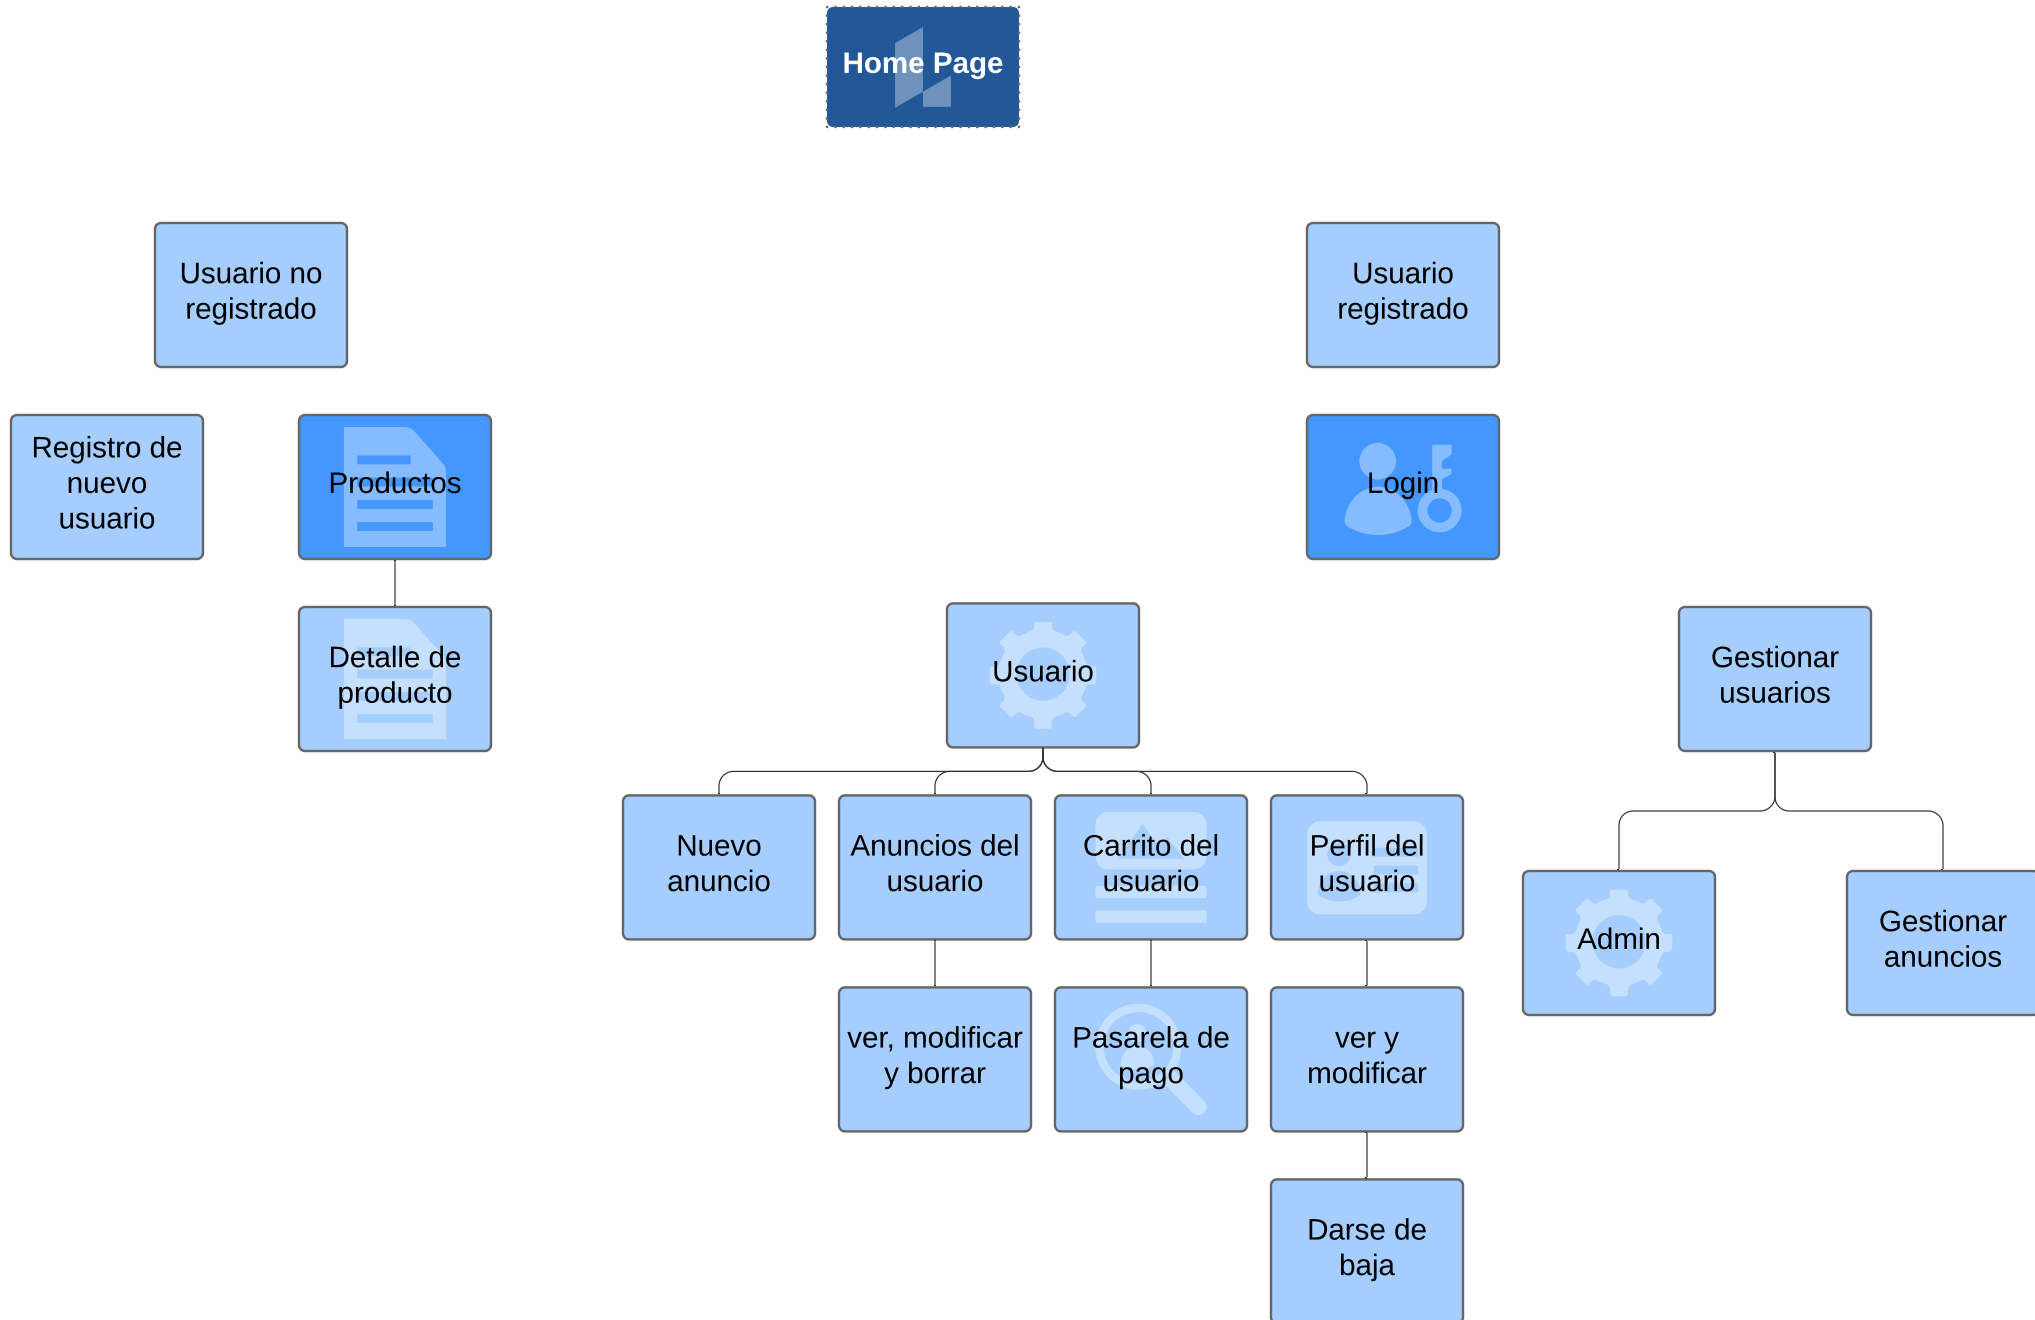 Home Page
Usuario no
registrado
Usuario
registrado
Registro de
nuevo
usuario
Productos
Login
Detalle de
producto
Usuario
Gestionar
usuarios
Nuevo
anuncio
Anuncios del
usuario
Carrito del
usuario
Perfil del
usuario
Admin
Gestionar
anuncios
ver, modificar
y borrar
Pasarela de
pago
ver y
modificar
Darse de
baja